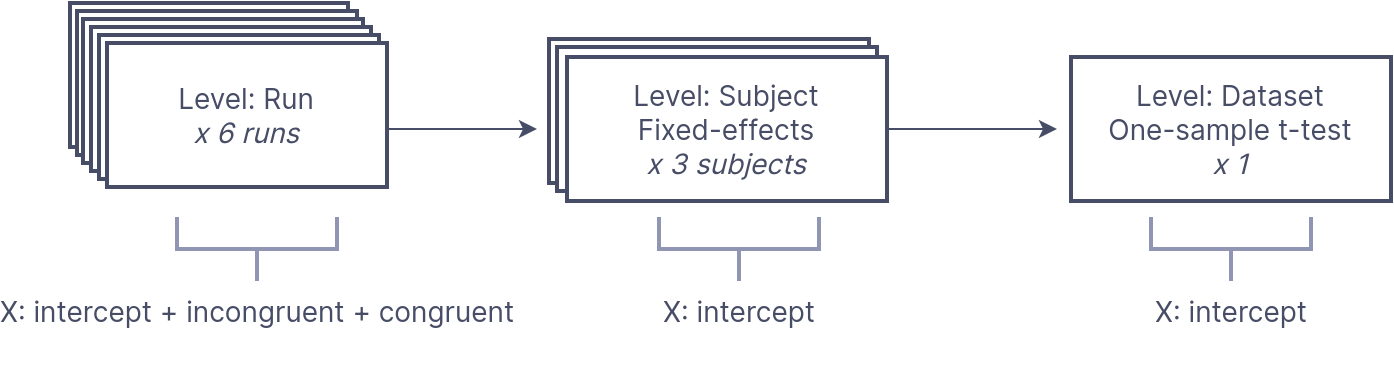 Level: Run
x 6 runs
Level: Subject
Fixed-effects
x 3 subjects
Level: Dataset
One-sample t-test
x 1
X: intercept + incongruent + congruent
X: intercept
X: intercept